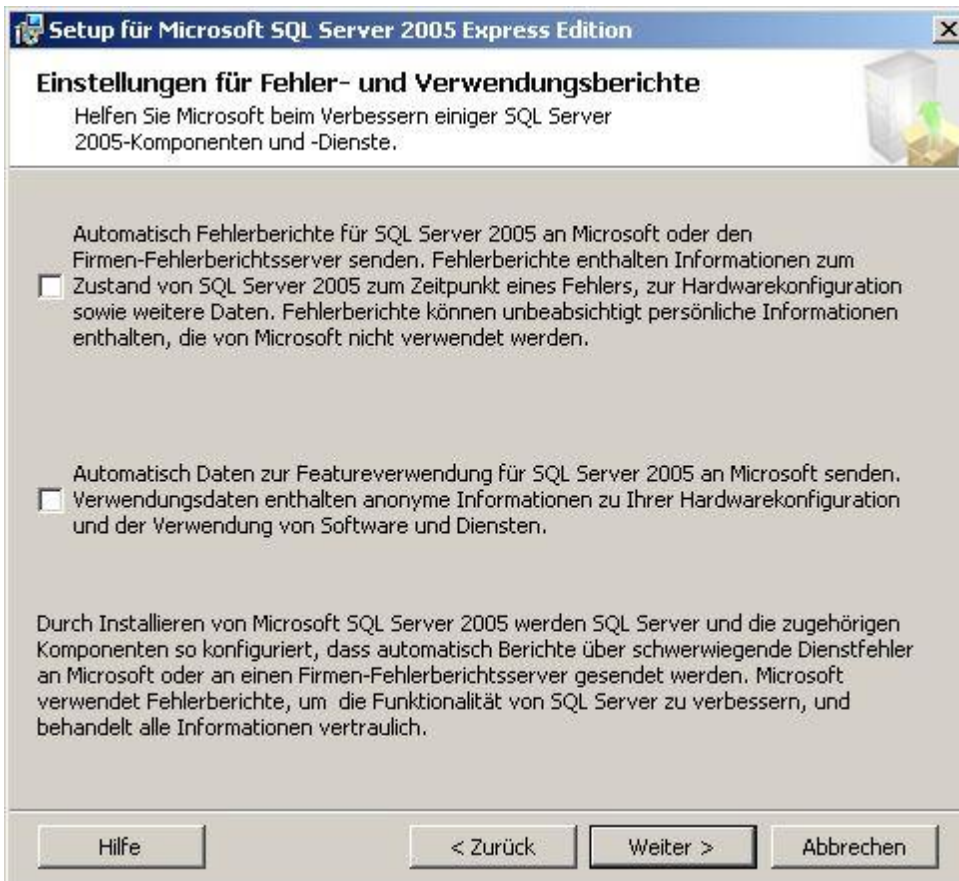 Setup für Microsoft SQL Server 2005 Express Edition
Einstellungen für Fehler- und Verwendungsberichte
Helfen Sie Microsoft beim Verbessern einiger SQL Server
2005-Komponenten und -Dienste.
Automatisch Fehlerberichte für SQL Server 2005 an Microsoft oder den
Firmen-Fehlerberichtsserver senden. Fehlerberichte enthalten Informationen zum
Zustand von SQL Server 2005 zum Zeitpunkt eines Fehlers, zur Hardwarekonfiguration
sowie weitere Daten. Fehlerberichte können unbeabsichtigt persönliche Informationen
enthalten, die von Microsoft nicht verwendet werden.
Automatisch Daten zur Featureverwendung für SQL Server 2005 an Microsoft senden.
Verwendungsdaten enthalten anonyme Informationen zu Ihrer Hardwarekonfiguration
und der Verwendung von Software und Diensten.
Durch Installieren von Microsoft SQL Server 2005 werden SQL Server und die zugehörigen
Komponenten so konfiguriert, dass automatisch Berichte über schwerwiegende Dienstfehler
an Microsoft oder an einen Firmen-Fehlerberichtsserver gesendet werden. Microsoft
verwendet Fehlerberichte, um die Funktionalität von SQL Server zu verbessern, und
behandelt alle Informationen vertraulich.
Hilfe
< Zurück
Weiter >
Abbrechen